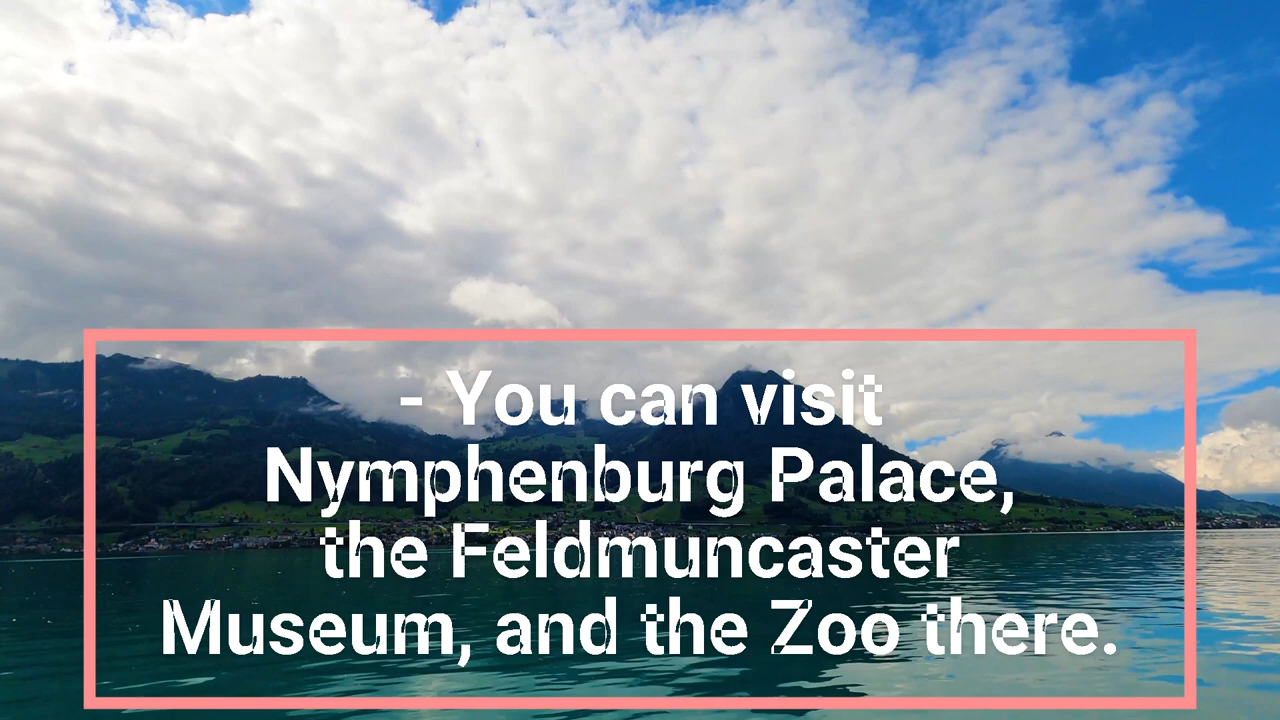 - You can visit
Nymphenburg Palace,
the Feldmuncaster
Museum, and the Zoo there.